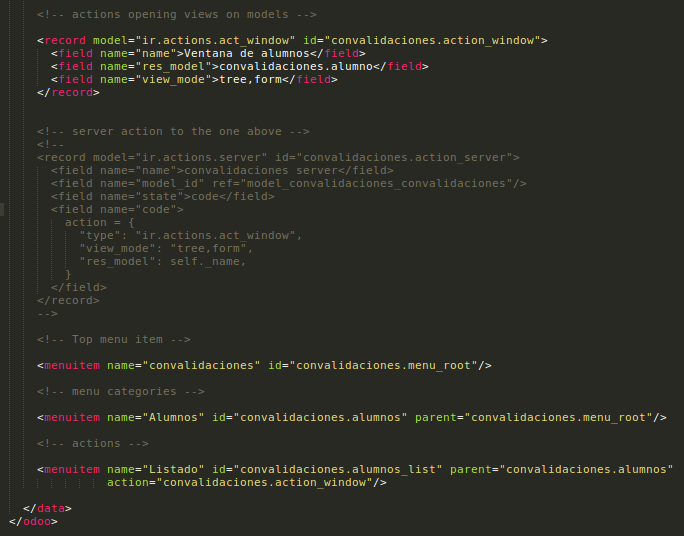 <!-- actions opening views on models -->
<record model="ir.actions.act_window" id="convalidaciones.action_window">
<field name="name">Ventana de alumnos</field>
<field name="res_model">convalidaciones.alumno</field>
<field name="view_mode">tree,form</field>
</record>
<!-- server action to the one above -->
<!--
<record model="ir.actions.server" id="convalidaciones.action_server">
<field name="name">convalidaciones server</field>
<field name="model_id" ref="model_convalidaciones_convalidaciones"/>
<field name="state">code</field>
<field name="code">
action = {
"type": "ir.actions.act_window",
"view_mode": "tree,form",
"res_model": self._name,
}
</field>
</record>
-->
<!-- Top menu item -->
<menuitem name="convalidaciones" id="convalidaciones.menu_root"/>
<!-- menu categories -->
<menuitem name="Alumnos" id="convalidaciones.alumnos" parent="convalidaciones.menu_root"/>
<!-- actions -->
<menuitem name="Listado" id="convalidaciones.alumnos_list" parent="convalidaciones.alumnos"
action="convalidaciones.action_window"/>
</data>
</odoo>